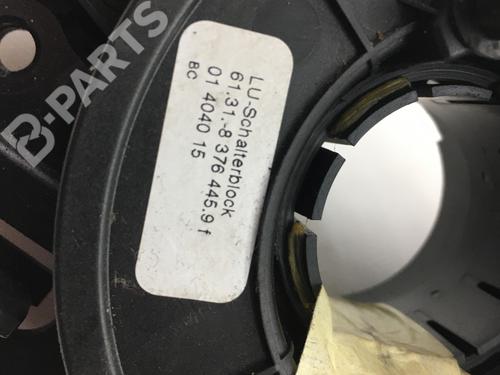 B-PARTS
LU-Schalterblock
61.31.-8 376 445.9 f
01 4040 15
BC